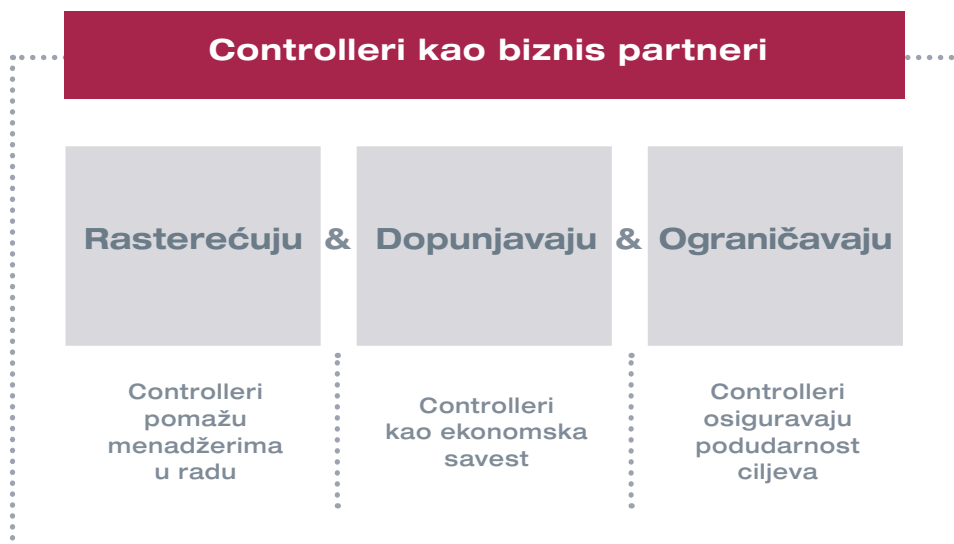 Controlleri kao biznis partneri
Rasterećuju & Dopunjavaju & Ograničavaju
Controlleri
pomažu
menadžerima
u radu
Controlleri
kao ekonomska
savest
Controlleri
osiguravaju
podudarnost
ciljeva